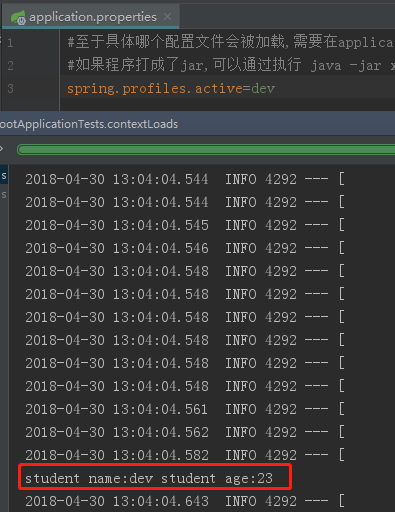 application.properties
1 #至于具体哪个配置文件会被加载,需要在applica
2 #如果程序打成了jar,可以通过执行 java -jar x
3 spring.profiles.active=dev
ootApplicationTests.contextLoads
s 2018-04-30 13:04:04.544 INFO 4292 --- [
s 2018-04-30 13:04:04.544 INFO 4292 --- [
2018-04-30 13:04:04.545 INFO 4292 --- [
2018-04-30 13:04:04.546 INFO 4292 --- [
2018-04-30 13:04:04.548 INFO 4292 --- [
2018-04-30 13:04:04.548 INFO 4292 --- [
2018-04-30 13:04:04.548 INFO 4292 --- [
2018-04-30 13:04:04.548 INFO 4292 --- [
2018-04-30 13:04:04.548 INFO 4292 --- [
2018-04-30 13:04:04.548 INFO 4292 --- [
2018-04-30 13:04:04.561 INFO 4292 --- [
2018-04-30 13:04:04.562 INFO 4292 --- [
2018-04-30 13:04:04.582 INFO 4292 --- [
student name:dev student age:23
2018-04-30 13:04:04.643 INFO 4292 --- [